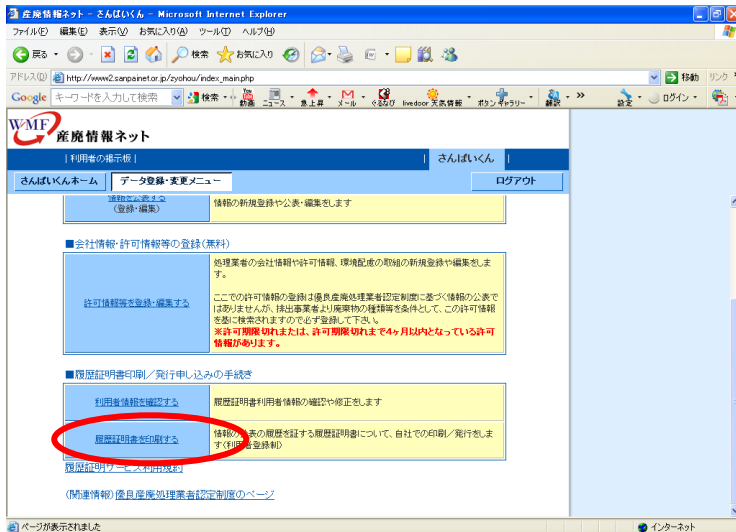 産廃情報ネット - さんぱいくん - Microsoft Internet Explorer
ファイル(F) 編集(E) 表示(V) お気に入り(A) ツール(T) ヘルプ(H)
戻る 検索 お気に入り
アドレス(D) http://www2.sanpainet.or.jp/zyohou/index_main.php 移動 リンク
Google キーワードを入力して検索 検索 動画 ニュース 急上昇 メール ぐるなび livedoor 天気情報 ボタンギャラリー 翻訳 » 設定 ログイン
WMF 産廃情報ネット
| 利用者の掲示板 | | さんぱいくん |
さんぱいくんホーム データ登録・変更メニュー ログアウト
情報を公表する
(登録・編集)
情報の新規登録や公表・編集をします
■会社情報・許可情報等の登録(無料)
許可情報等を登録・編集する
処理業者の会社情報や許可情報、環境配慮の取組の新規登録や編集をしま
す。
ここでの許可情報の登録は優良産廃処理業者認定制度に基づく情報の公表で
はありませんが、排出事業者より廃棄物の種類等を条件として、この許可情報
を基に検索されますので必ず登録して下さい。
※許可期限切れまたは、許可期限切れまで4ヶ月以内となっている許可
情報があります。
■履歴証明書印刷/発行申し込みの手続き
利用者情報を確認する 履歴証明書利用者情報の確認や修正をします
履歴証明書を印刷する
情報の公表の履歴を証する履歴証明書について、自社での印刷/発行をしま
す(利用者登録制)
履歴証明サービス利用規約
(関連情報)優良産廃処理業者認定制度のページ
ページが表示されました インターネット